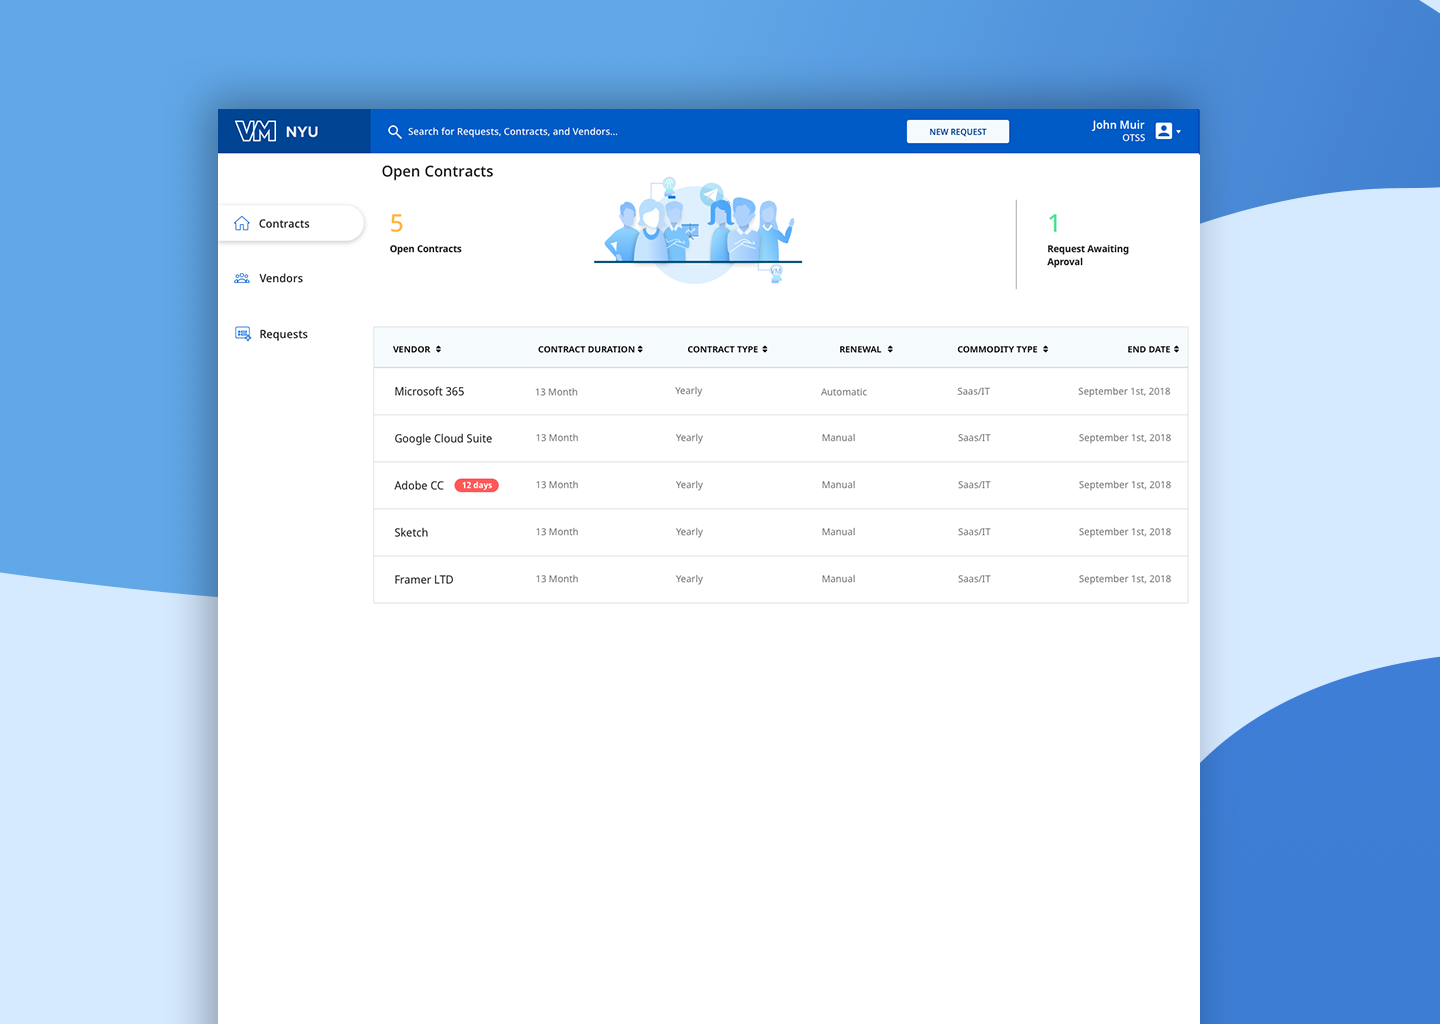 VM NYU
Search for Requests, Contracts, and Vendors...
NEW REQUEST
John Muir
OTSS
Open Contracts
Contracts
Vendors
Requests
5
Open Contracts
VM
1
Request Awaiting
Aproval
VENDOR CONTRACT DURATION CONTRACT TYPE RENEWAL COMMODITY TYPE END DATE
Microsoft 365 13 Month Yearly Automatic Saas/IT September 1st, 2018
Google Cloud Suite 13 Month Yearly Manual Saas/IT September 1st, 2018
Adobe CC 12 days 13 Month Yearly Manual Saas/IT September 1st, 2018
Sketch 13 Month Yearly Manual Saas/IT September 1st, 2018
Framer LTD 13 Month Yearly Manual Saas/IT September 1st, 2018